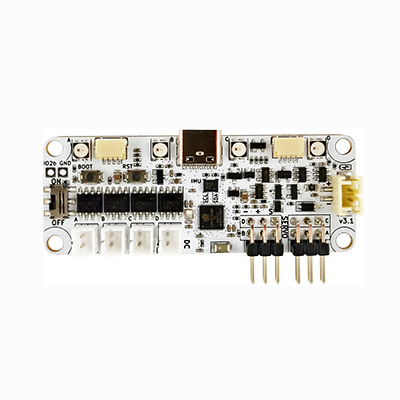 A
C
D
IO26 GND
BOOT
RST
ON
IMU
OFF
C
D
DC
- + S
SERVO
v3.1